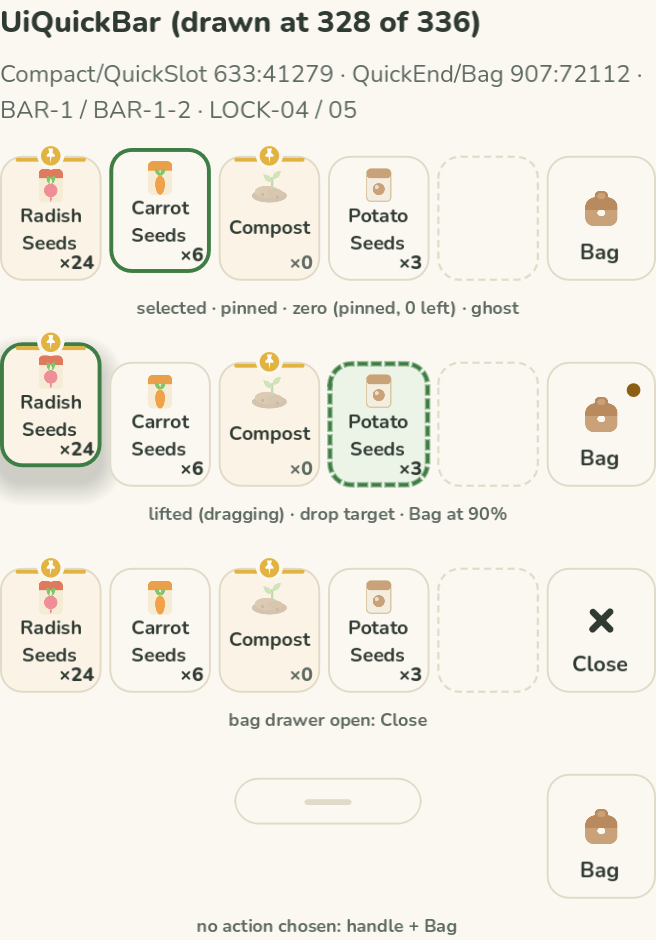 UiQuickBar (drawn at 328 of 336)
Compact/QuickSlot 633:41279 · QuickEnd/Bag 907:72112 ·
BAR-1 / BAR-1-2 · LOCK-04 / 05
Radish
Seeds
×24
Carrot
Seeds
×6
Compost
×0
Potato
Seeds
×3
Bag
selected · pinned · zero (pinned, 0 left) · ghost
Radish
Seeds
×24
Carrot
Seeds
×6
Compost
×0
Potato
Seeds
×3
Bag
lifted (dragging) · drop target · Bag at 90%
Radish
Seeds
×24
Carrot
Seeds
×6
Compost
×0
Potato
Seeds
×3
Close
bag drawer open: Close
Bag
no action chosen: handle + Bag